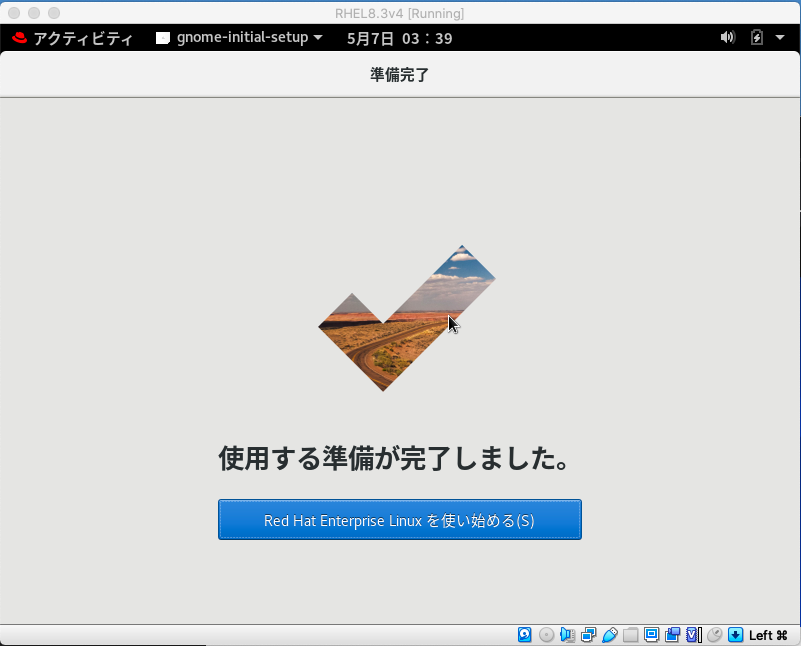 RHEL8.3v4 [Running]
アクティビティ gnome-initial-setup 5月7日 03：39
準備完了
使用する準備が完了しました。
Red Hat Enterprise Linux を使い始める(S)
Left ⌘